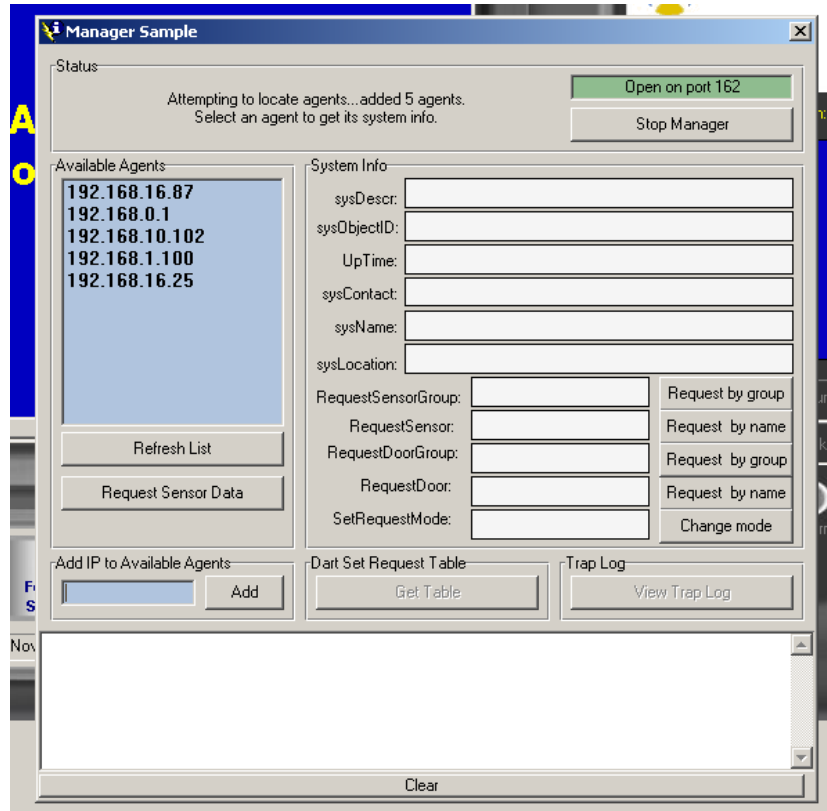 Manager Sample
Status
Attempting to locate agents...added 5 agents.
Select an agent to get its system info.
Open on port 162
Stop Manager
Available Agents
192.168.16.87
192.168.0.1
192.168.10.102
192.168.1.100
192.168.16.25
Refresh List
Request Sensor Data
System Info
sysDescr:
sysObjectID:
UpTime:
sysContact:
sysName:
sysLocation:
RequestSensorGroup:
Request by group
RequestSensor:
Request by name
RequestDoorGroup:
Request by group
RequestDoor:
Request by name
SetRequestMode:
Change mode
Add IP to Available Agents
Add
Dart Set Request Table
Get Table
Trap Log
View Trap Log
Clear